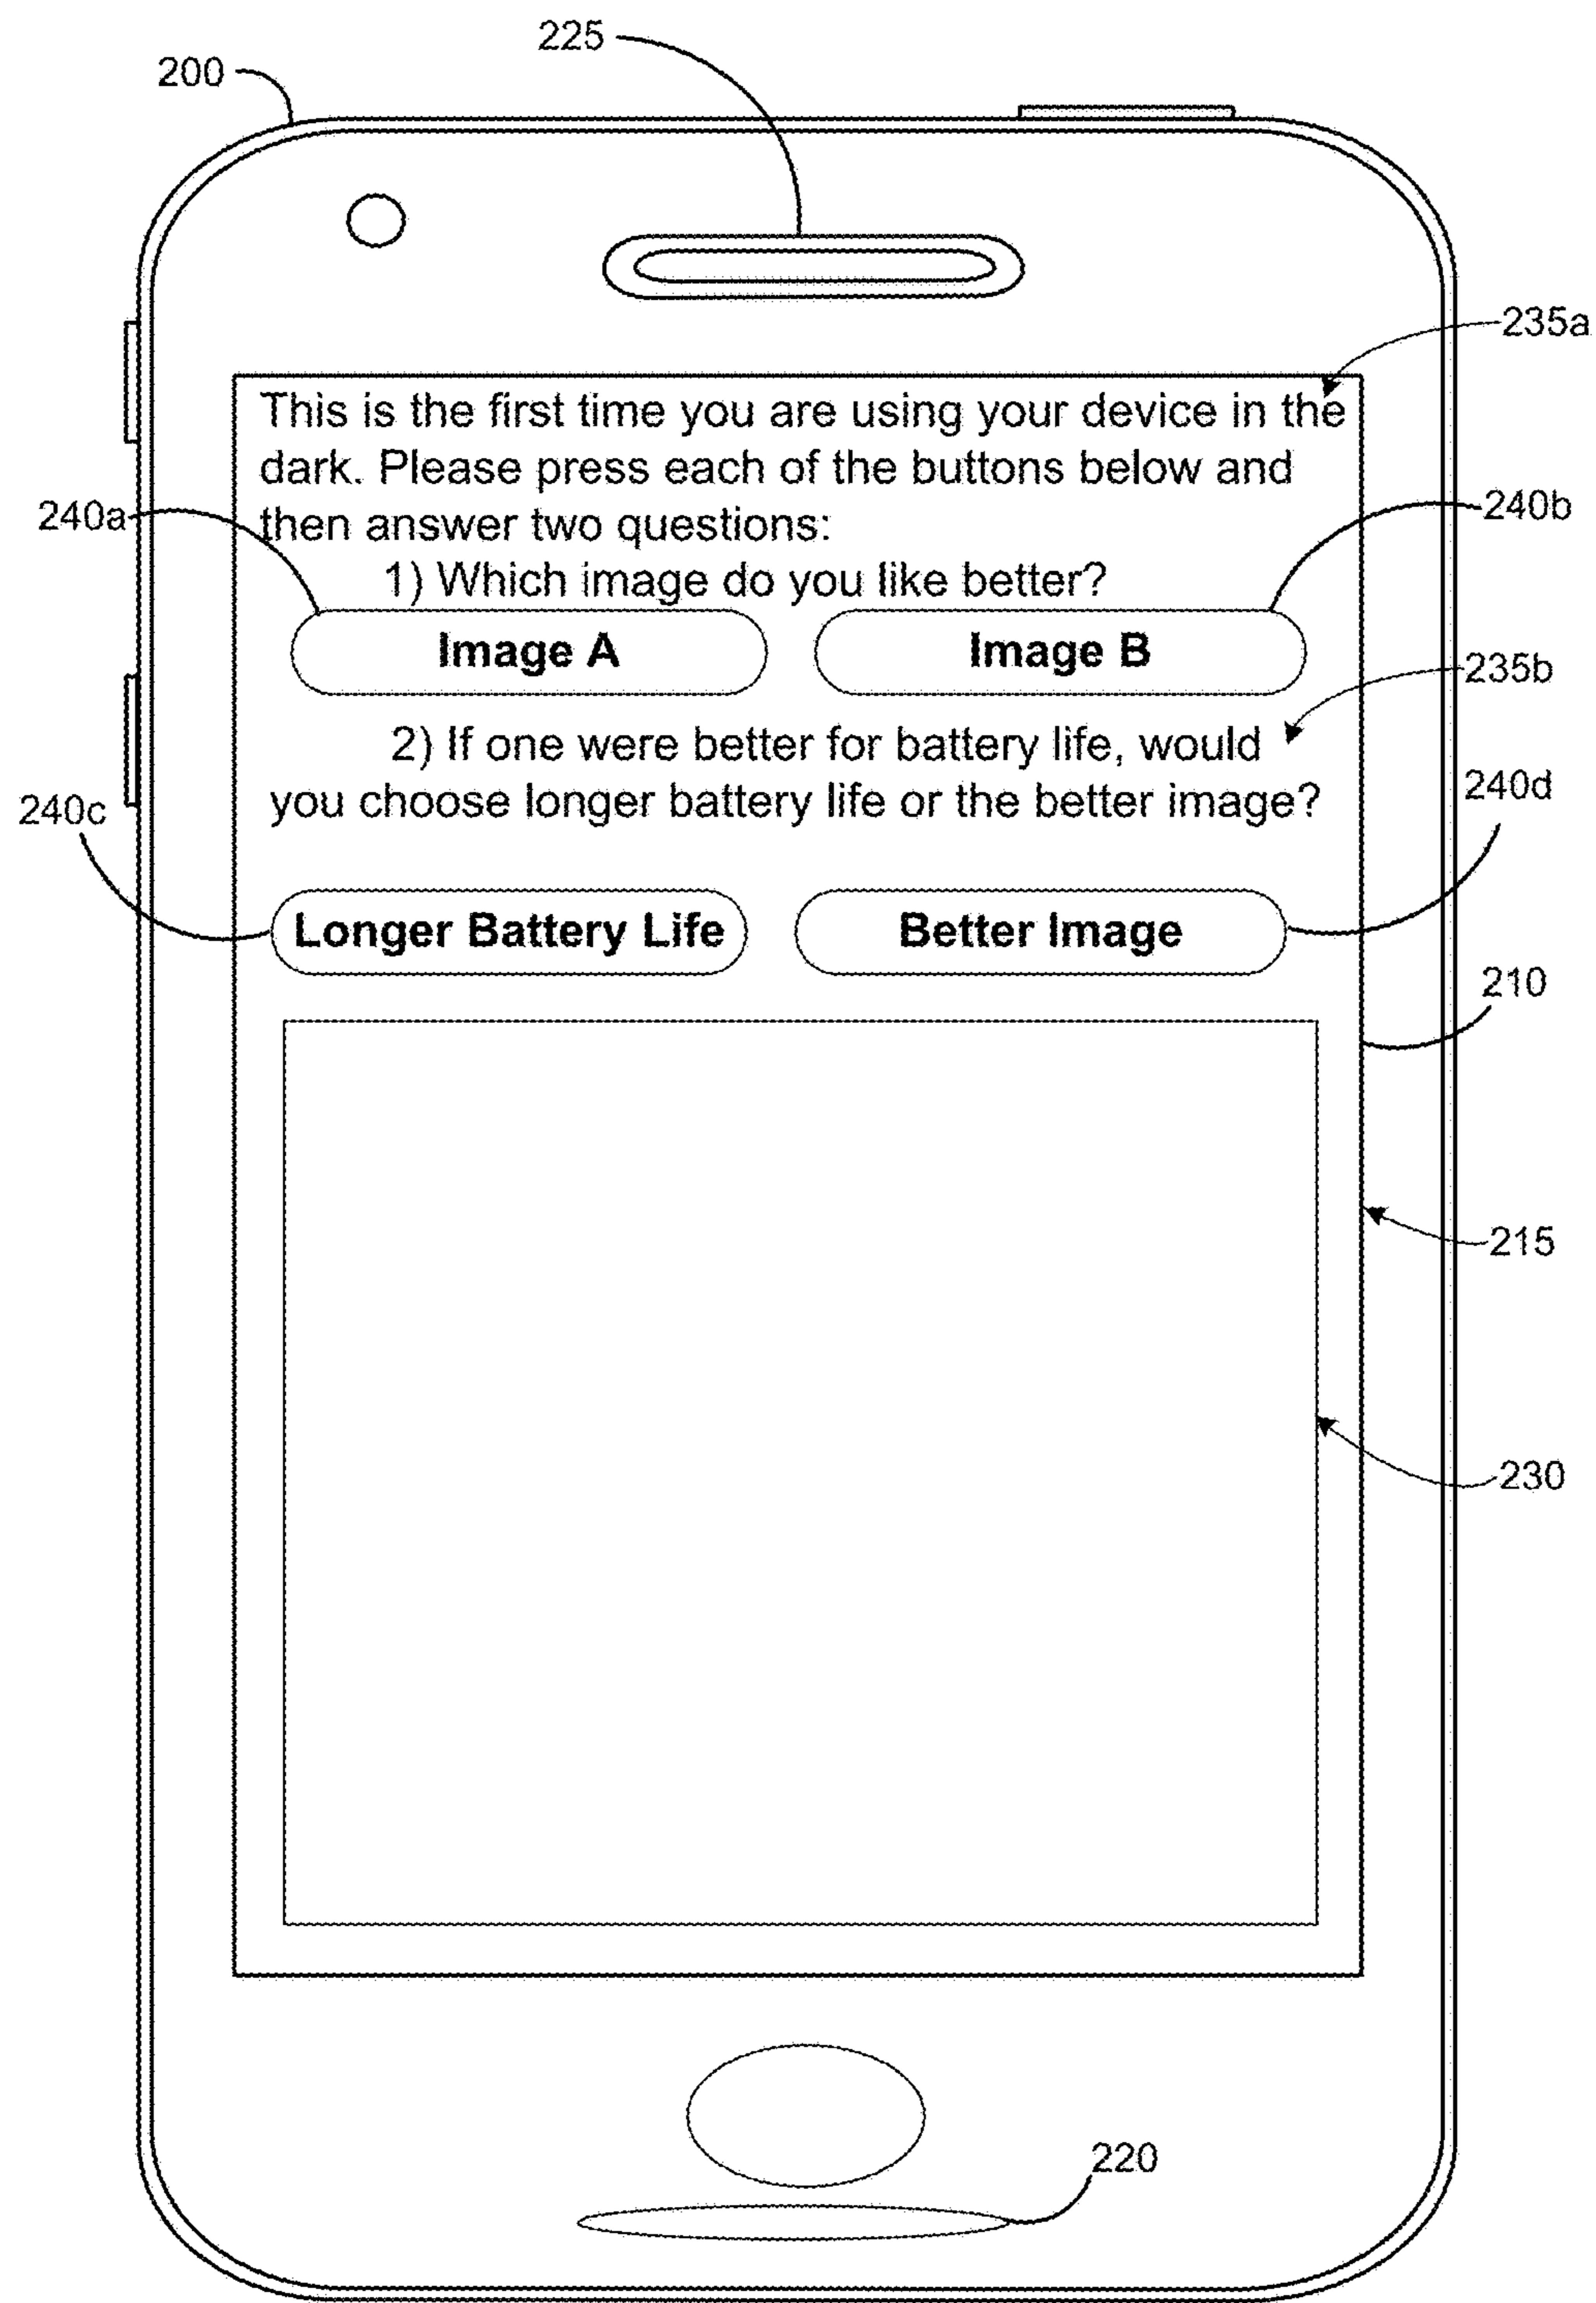 225
200
235a
This is the first time you are using your device in the
dark. Please press each of the buttons below and
240a
240b
then answer two questions:
1) Which image do you like better?
Image A
Image B
235b
2) If one were better for battery life, would
240d
240c
you choose longer battery life or the better image?
Longer Battery Life
Better Image
210
215
230
220